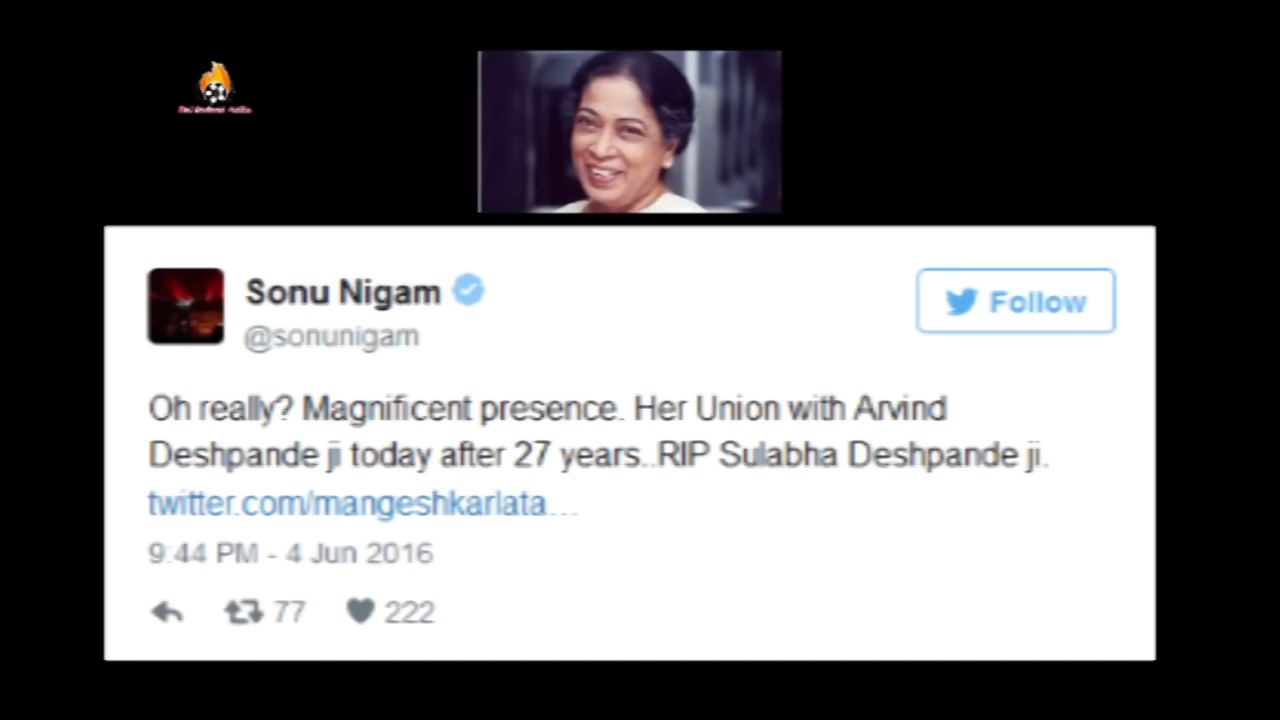 Sonu Nigam
@sonunigam
Follow
Oh really? Magnificent presence. Her Union with Arvind
Deshpande ji today after 27 years..RIP Sulabha Deshpande ji.
twitter.com/mangeshkarlata...
9:44 PM - 4 Jun 2016
77 222